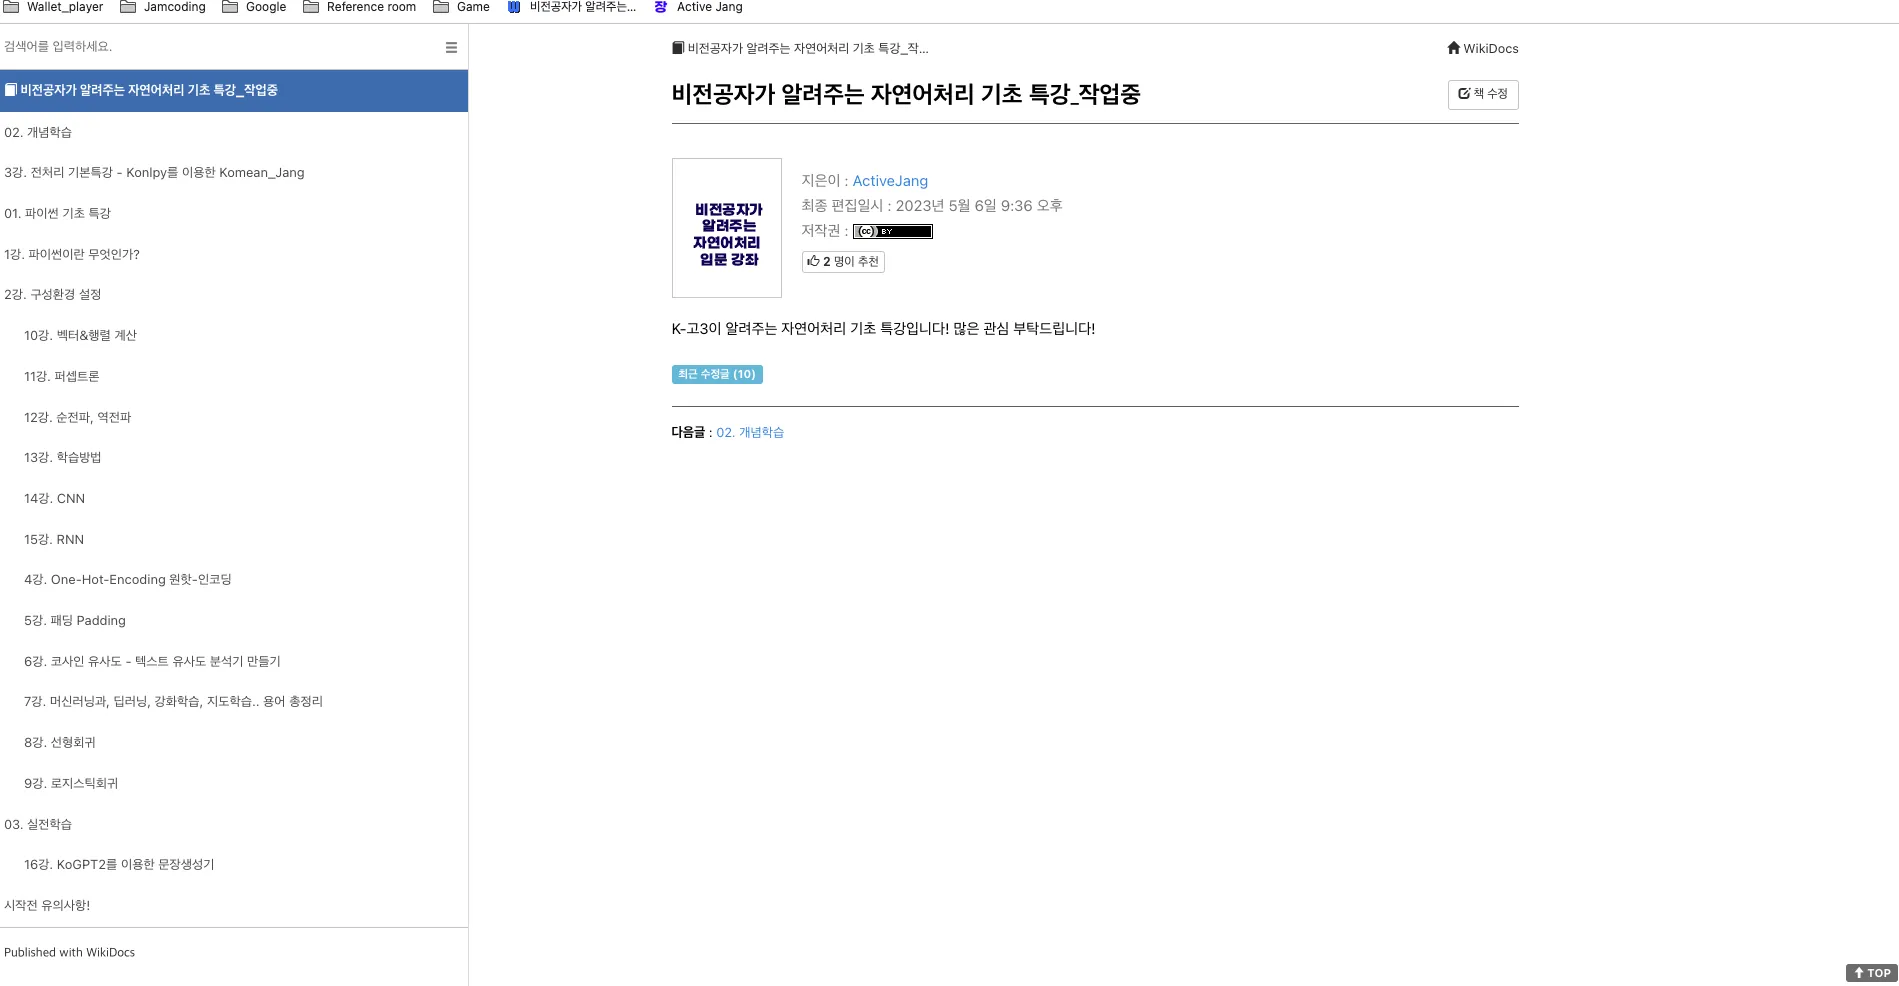 Wallet_player Jamcoding Google Reference room Game 비전공자가 알려주는... 장 Active Jang
검색어를 입력하세요.
비전공자가 알려주는 자연어처리 기초 특강_작업중
02. 개념학습
3강. 전처리 기본특강 - Konlpy를 이용한 Komean_Jang
01. 파이썬 기초 특강
1강. 파이썬이란 무엇인가?
2강. 구성환경 설정
10강. 벡터&행렬 계산
11강. 퍼셉트론
12강. 순전파, 역전파
13강. 학습방법
14강. CNN
15강. RNN
4강. One-Hot-Encoding 원핫-인코딩
5강. 패딩 Padding
6강. 코사인 유사도 - 텍스트 유사도 분석기 만들기
7강. 머신러닝과, 딥러닝, 강화학습, 지도학습.. 용어 총정리
8강. 선형회귀
9강. 로지스틱회귀
03. 실전학습
16강. KoGPT2를 이용한 문장생성기
시작전 유의사항!
Published with WikiDocs
비전공자가 알려주는 자연어처리 기초 특강_작...
WikiDocs
비전공자가 알려주는 자연어처리 기초 특강_작업중
책 수정
비전공자가
알려주는
자연어처리
입문 강좌
지은이 : ActiveJang
최종 편집일시 : 2023년 5월 6일 9:36 오후
저작권 : cc BY
2 명이 추천
K-고3이 알려주는 자연어처리 기초 특강입니다! 많은 관심 부탁드립니다!
최근 수정글 (10)
다음글 : 02. 개념학습
TOP